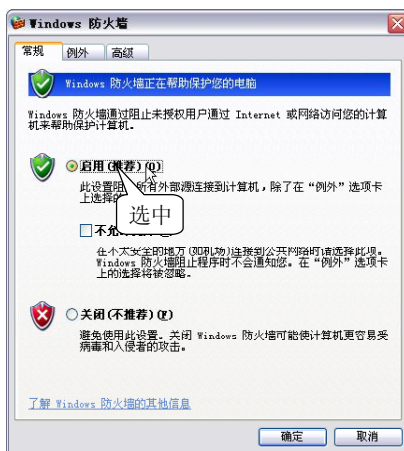 Windows 防火墙
常规 例外 高级
Windows 防火墙正在帮助保护您的电脑
Windows 防火墙通过阻止未授权用户通过 Internet 或网络访问您的计算
机来帮助保护计算机。
启用(推荐)(O)
此设置阻 所有外部源连接到计算机，除了在“例外”选项卡
上选择的
选中
不允
在不太安全的地方(如机场)连接到公共网络时请选择此项。
Windows 防火墙阻止程序时不会通知您。在“例外”选项卡
上的选择将被忽略。
关闭(不推荐)(F)
避免使用此设置。关闭 Windows 防火墙可能使计算机更容易受
病毒和入侵者的攻击。
了解 Windows 防火墙的其他信息
确定 取消